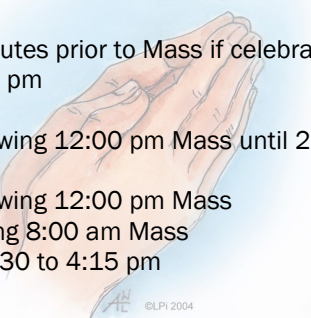 utes prior to Mass if celebra
pm
wing 12:00 pm Mass until 2
wing 12:00 pm Mass
ng 8:00 am Mass
30 to 4:15 pm
©LPi 2004